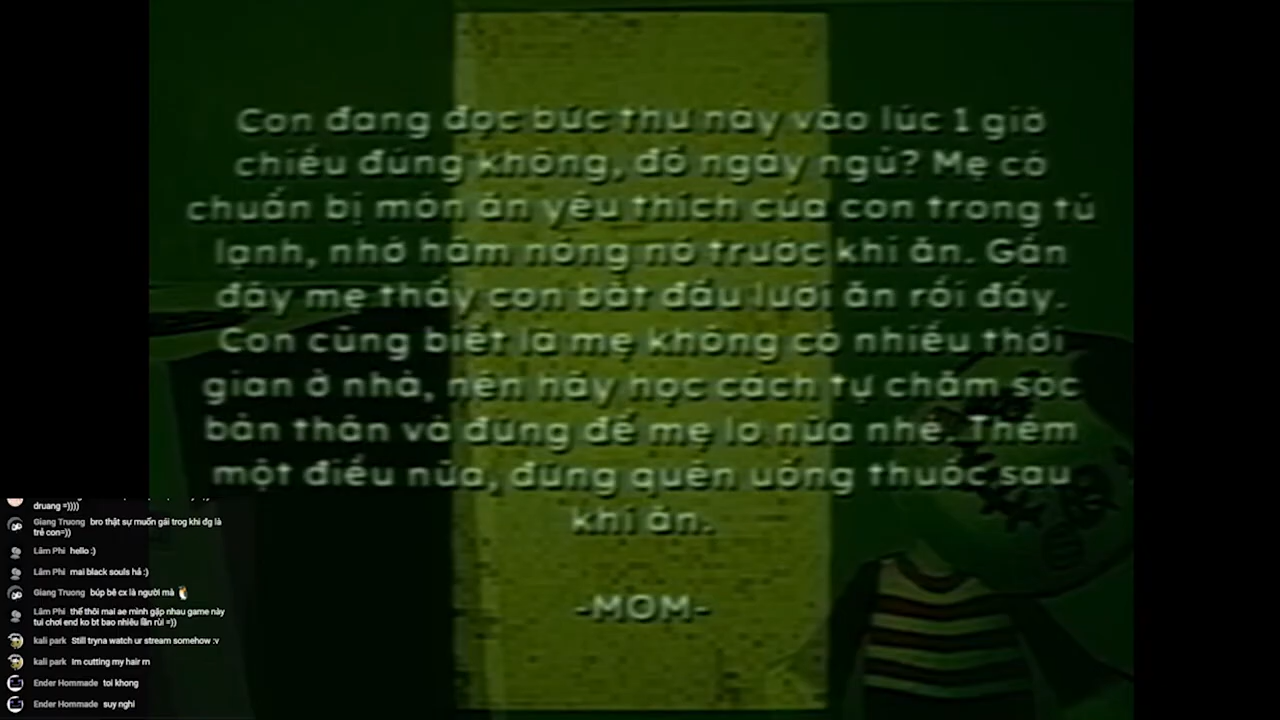 Con đang đọc bức thư này vào lúc 1 giờ
chiều đúng không, đồ ngáy ngủ? Mẹ có
chuẩn bị món ăn yêu thích của con trong tủ
lạnh, nhớ hâm nóng nó trước khi ăn. Gần
đây mẹ thấy con bắt đầu lười ăn rồi đấy.
Con cũng biết là mẹ không có nhiều thời
gian ở nhà, nên hãy học cách tự chăm sóc
bản thân và đừng để mẹ lo nữa nhé. Thêm
một điều nữa, đừng quên uống thuốc sau
khi ăn.
-MOM-
druang =))))
Giang Truong bro thật sự muốn gái trog khi đg là
trẻ con=))
Lâm Phi hello :)
Lâm Phi mai black souls hả :)
Giang Truong búp bê cx là người mà
Lâm Phi thế thôi mai ae mình gặp nhau game này
tui chơi end ko bt bao nhiêu lần rùi =))
kali park Still tryna watch ur stream somehow :v
kali park Im cutting my hair rn
Ender Hommade toi khong
Ender Hommade suy nghi